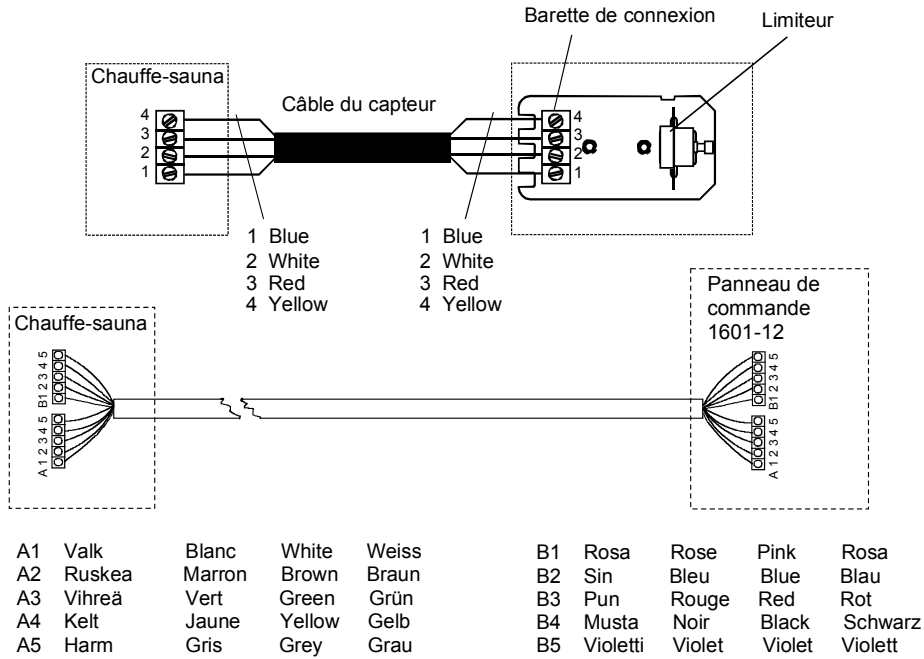 Barette de connexion
Limiteur
Chauffe-sauna
Câble du capteur
4
3
2
1
4
3
2
1
1 Blue
2 White
3 Red
4 Yellow
1 Blue
2 White
3 Red
4 Yellow
Chauffe-sauna
Panneau de
commande
1601-12
B1 2 3 4 5
A 1 2 3 4 5
B1 2 3 4 5
A 1 2 3 4 5
A1 Valk Blanc White Weiss
A2 Ruskea Marron Brown Braun
A3 Vihreä Vert Green Grün
A4 Kelt Jaune Yellow Gelb
A5 Harm Gris Grey Grau
B1 Rosa Rose Pink Rosa
B2 Sin Bleu Blue Blau
B3 Pun Rouge Red Rot
B4 Musta Noir Black Schwarz
B5 Violetti Violet Violet Violett